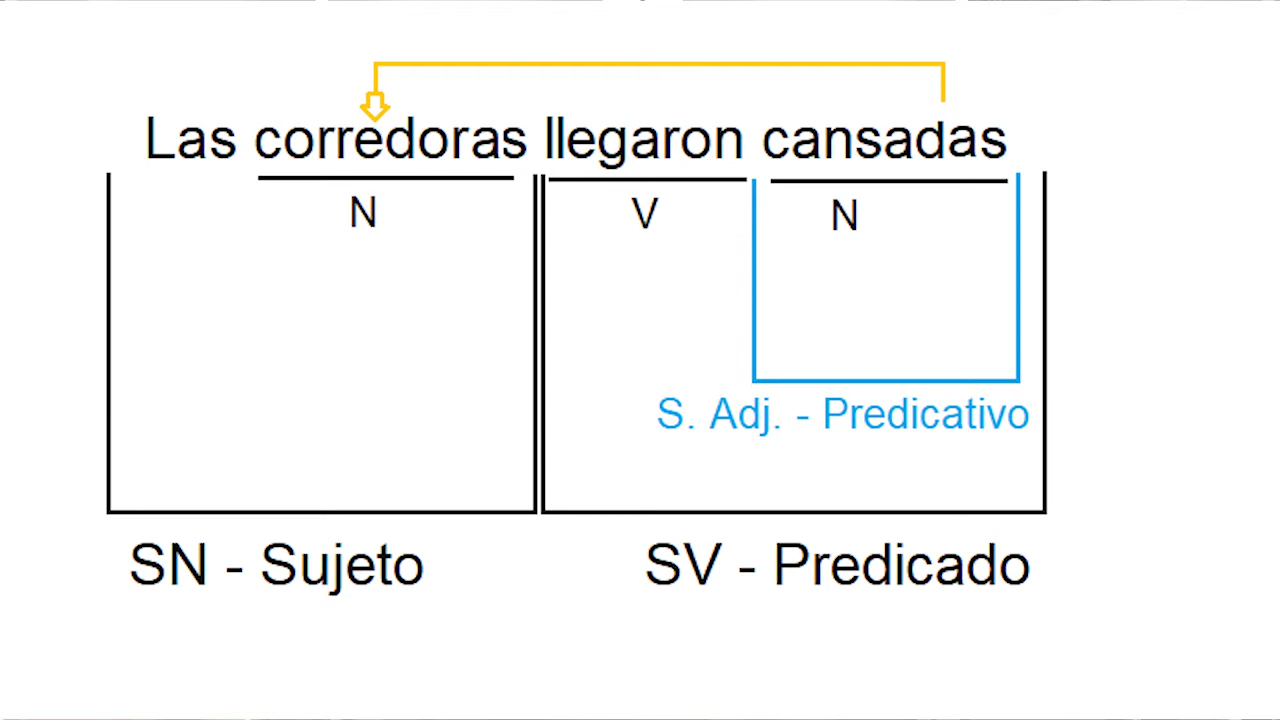 Las corredoras llegaron cansadas
N V N
S. Adj. - Predicativo
SN - Sujeto SV - Predicado